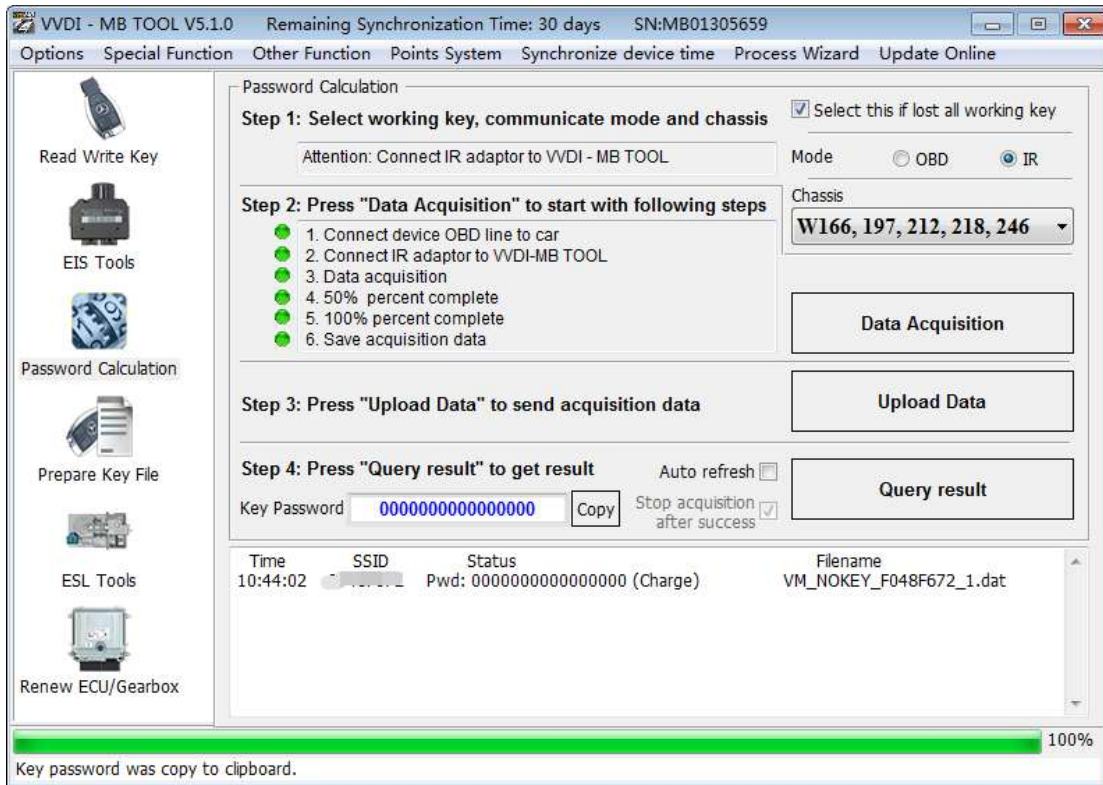 VVDI - MB TOOL V5.1.0 Remaining Synchronization Time: 30 days SN:MB01305659
Options Special Function Other Function Points System Synchronize device time Process Wizard Update Online
Read Write Key
EIS Tools
Password Calculation
Prepare Key File
ESL Tools
Renew ECU/Gearbox
Password Calculation
Step 1: Select working key, communicate mode and chassis
Select this if lost all working key
Attention: Connect IR adaptor to VVDI - MB TOOL
Mode OBD IR
Chassis
W166, 197, 212, 218, 246
Step 2: Press "Data Acquisition" to start with following steps
1. Connect device OBD line to car
2. Connect IR adaptor to VVDI-MB TOOL
3. Data acquisition
4. 50% percent complete
5. 100% percent complete
6. Save acquisition data
Data Acquisition
Step 3: Press "Upload Data" to send acquisition data
Upload Data
Step 4: Press "Query result" to get result
Auto refresh
Key Password 0000000000000000 Copy
Stop acquisition
after success
Query result
Time SSID Status Filename
10:44:02 Pwd: 0000000000000000 (Charge) VM_NOKEY_F048F672_1.dat
100%
Key password was copy to clipboard.